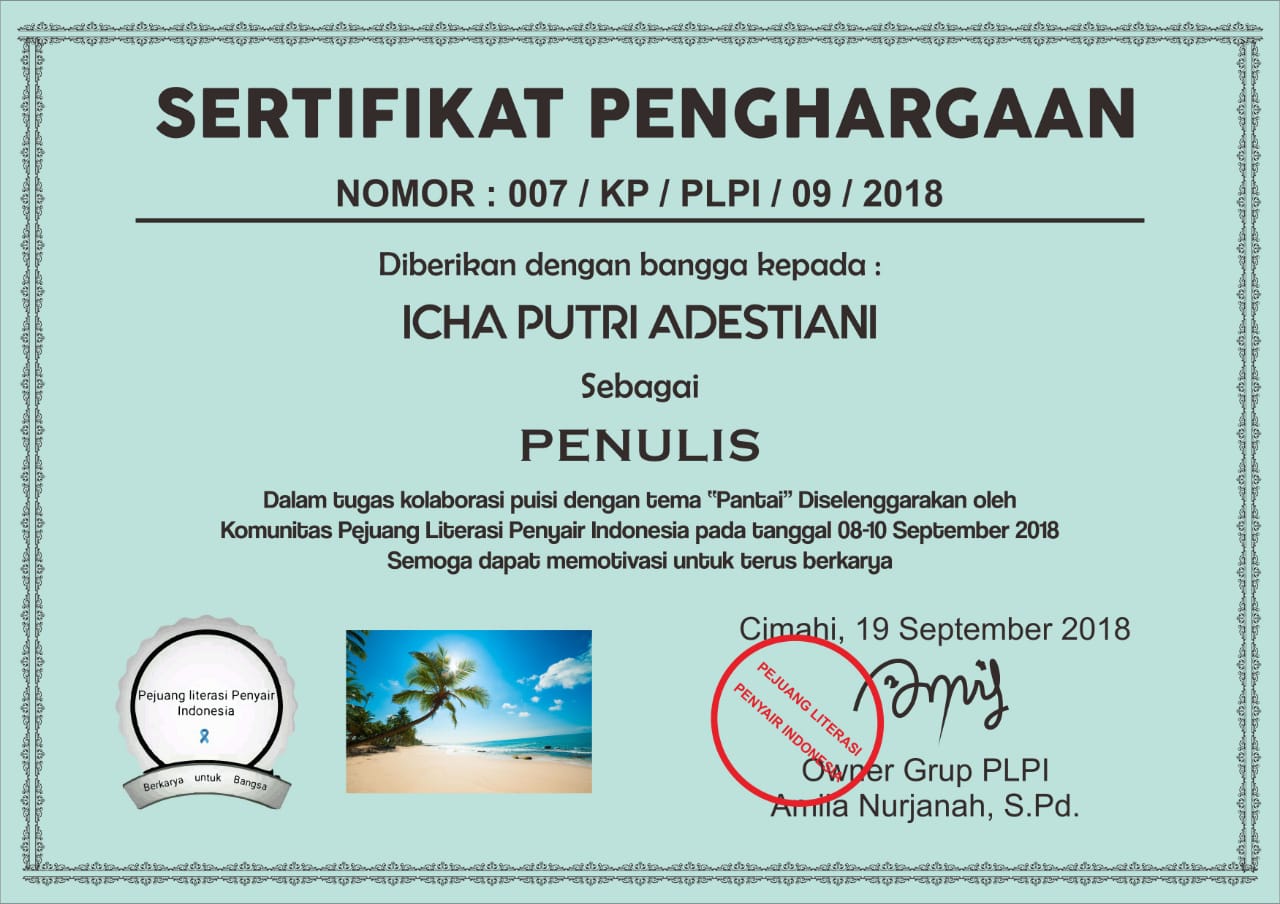 SERTIFIKAT PENGHARGAAN
NOMOR : 007 / KP / PLPI / 09 / 2018
Diberikan dengan bangga kepada :
ICHA PUTRI ADESTIANI
Sebagai
PENULIS
Dalam tugas kolaborasi puisi dengan tema "Pantai" Diselenggarakan oleh
Komunitas Pejuang Literasi Penyair Indonesia pada tanggal 08-10 September 2018
Semoga dapat memotivasi untuk terus berkarya
Pejuang literasi Penyair
Indonesia
Berkarya untuk Bangsa
Cimahi, 19 September 2018
PEJUANG LITERASI
PENYAIR INDONESIA
Owner Grup PLPI
Amila Nurjanah, S.Pd.